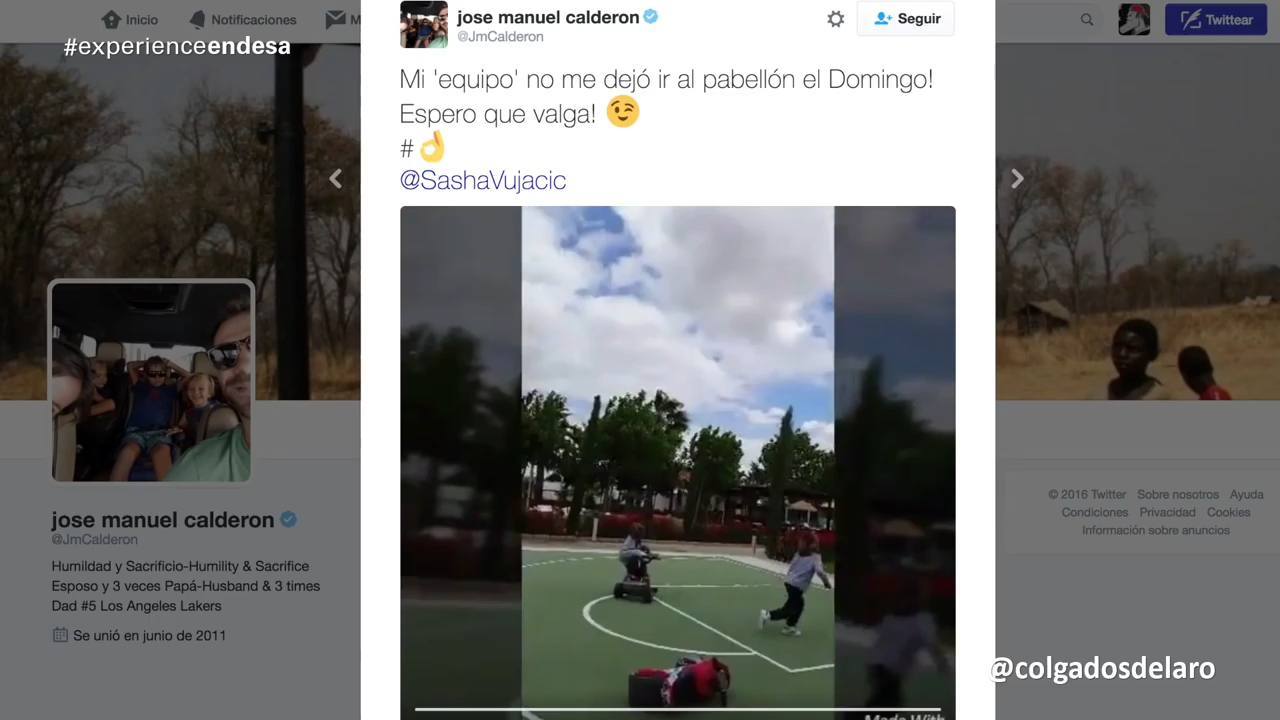 Inicio
Notificaciones
M
#experienceendesa
jose manuel calderon
@JmCalderon
Seguir
Twittear
Mi 'equipo' no me dejó ir al pabellón el Domingo!
Espero que valga! 😉
#👌
@SashaVujacic
jose manuel calderon
@JmCalderon
Humildad y Sacrificio-Humility & Sacrifice
Esposo y 3 veces Papá-Husband & 3 times
Dad #5 Los Angeles Lakers
Se unió en junio de 2011
© 2016 Twitter Sobre nosotros Ayuda
Condiciones Privacidad Cookies
Información sobre anuncios
@colgadosdelaro
Made With